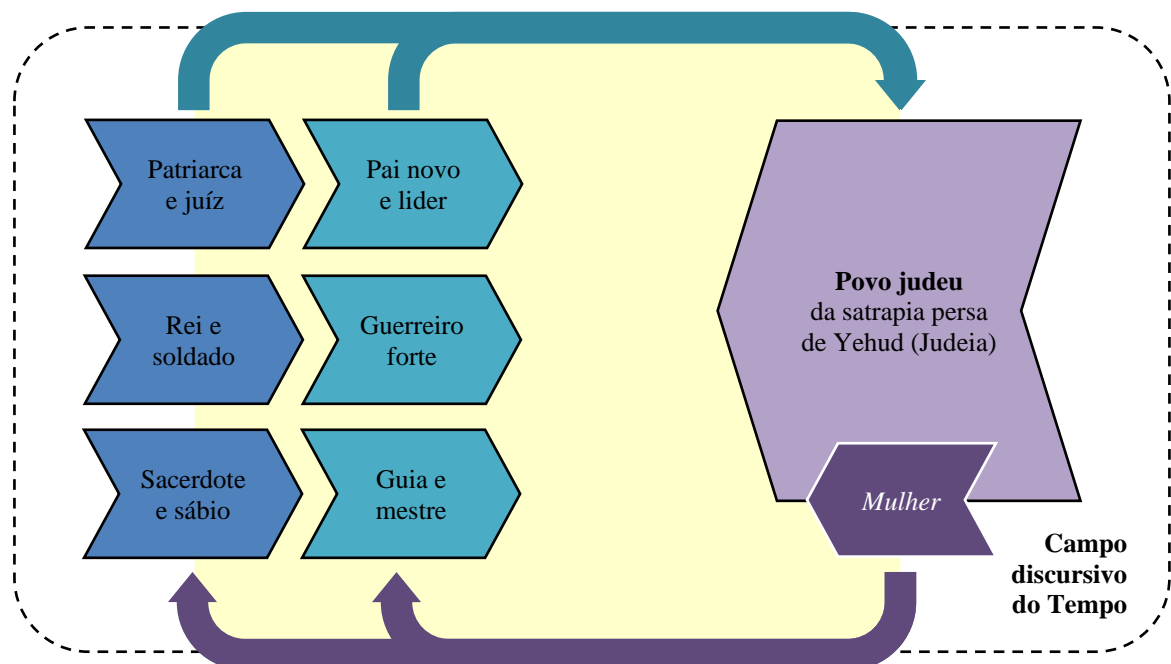 Patriarca
e juíz
Pai novo
e lider
Rei e
soldado
Guerreiro
forte
Sacerdote
e sábio
Guia e
mestre
Povo judeu
da satrapia persa
de Yehud (Judeia)
Mulher
Campo
discursivo
do Tempo